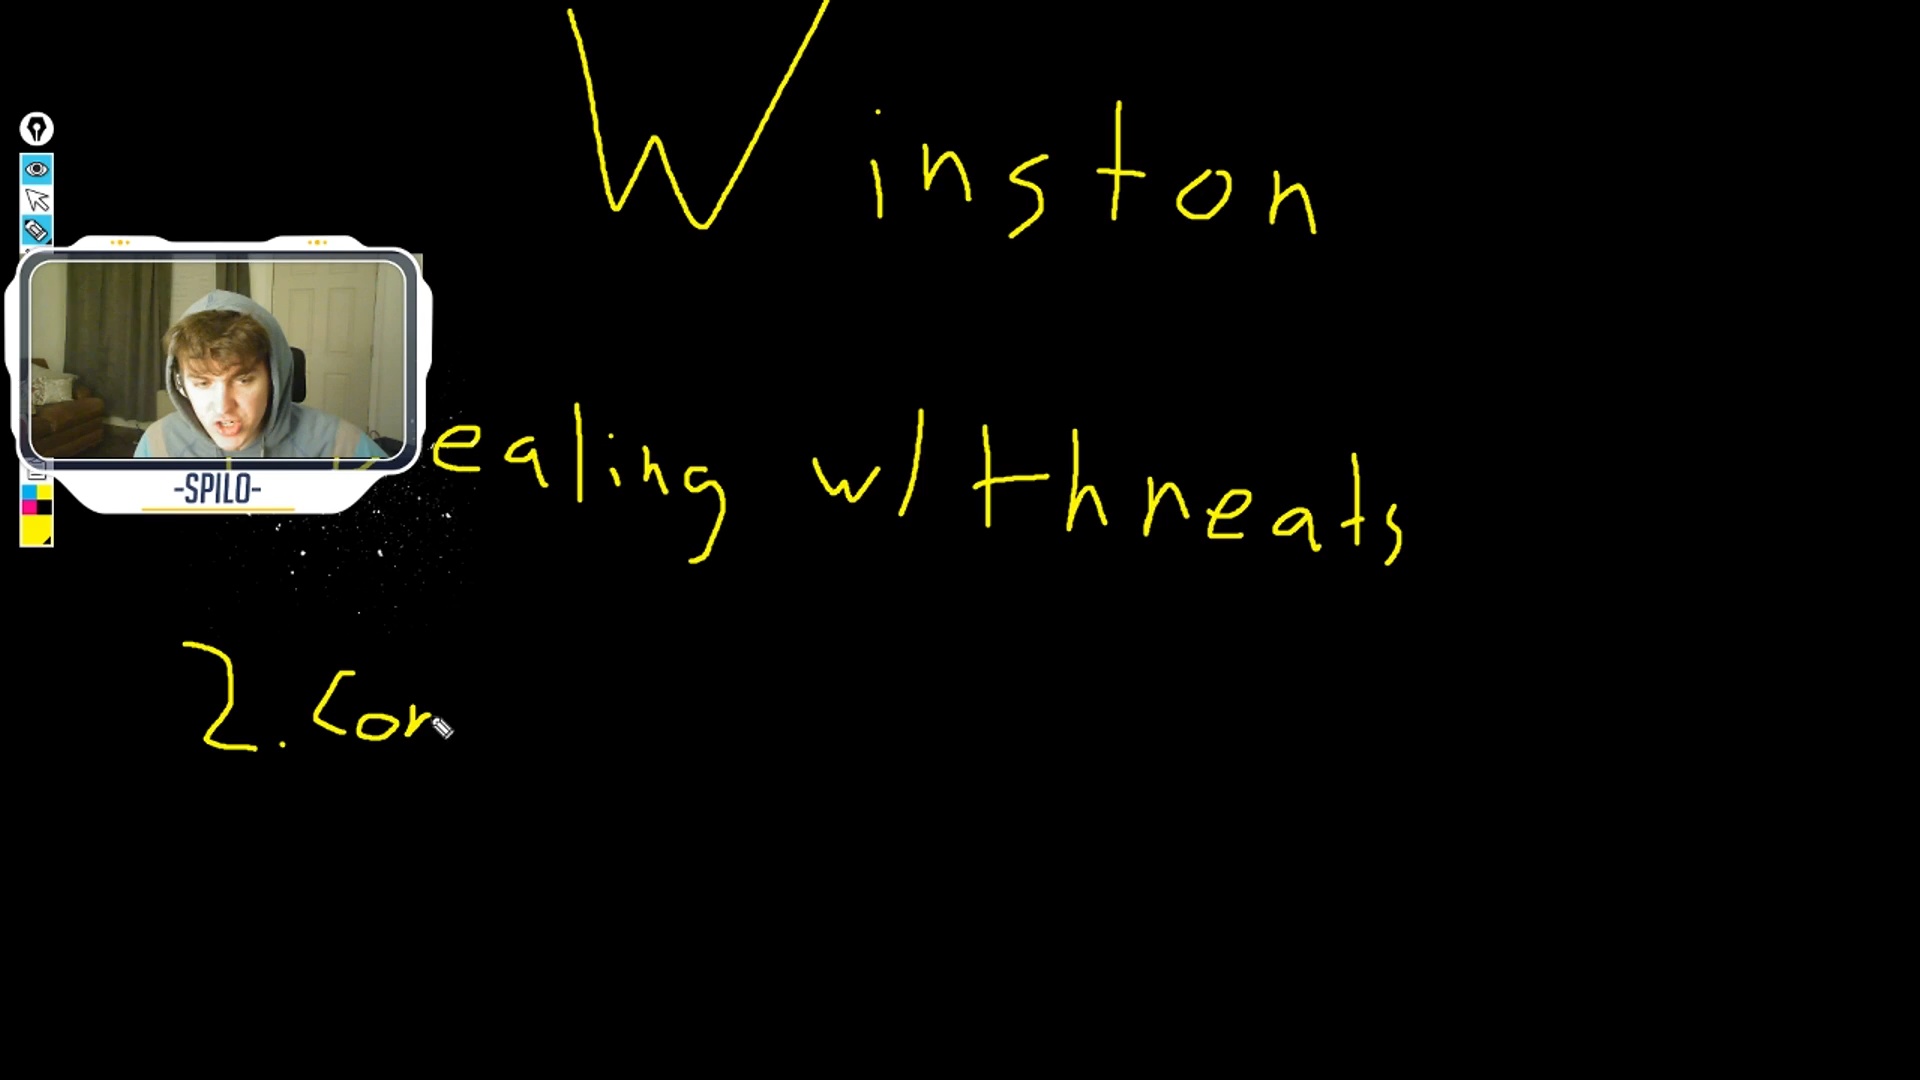 Winston
-SPILO-
ealing w/ threats
2. Cor